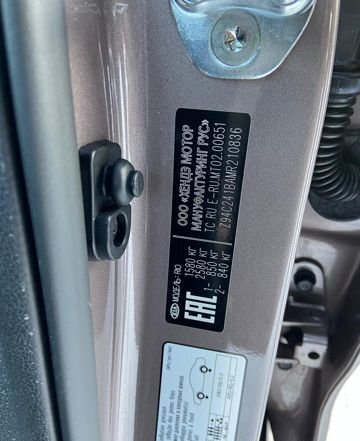 ООО «ХЕНДЭ МОТОР
МАНУФАКТУРИНГ РУС»
ТС RU E-RU.MT02.00651
Z94C241BAMR210836
KIA МОДЕЛЬ: RIO
1580 кг
2580 кг
1- 850 кг
2- 840 кг
EAC